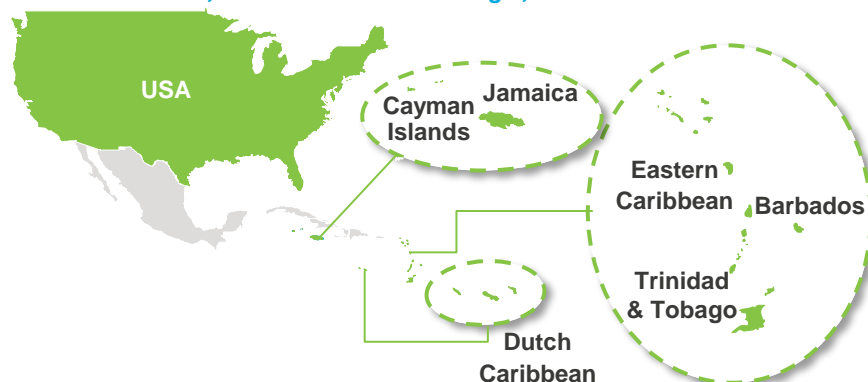 USA
Cayman
Islands
Jamaica
Eastern
Caribbean
Barbados
Trinidad
& Tobago
Dutch
Caribbean